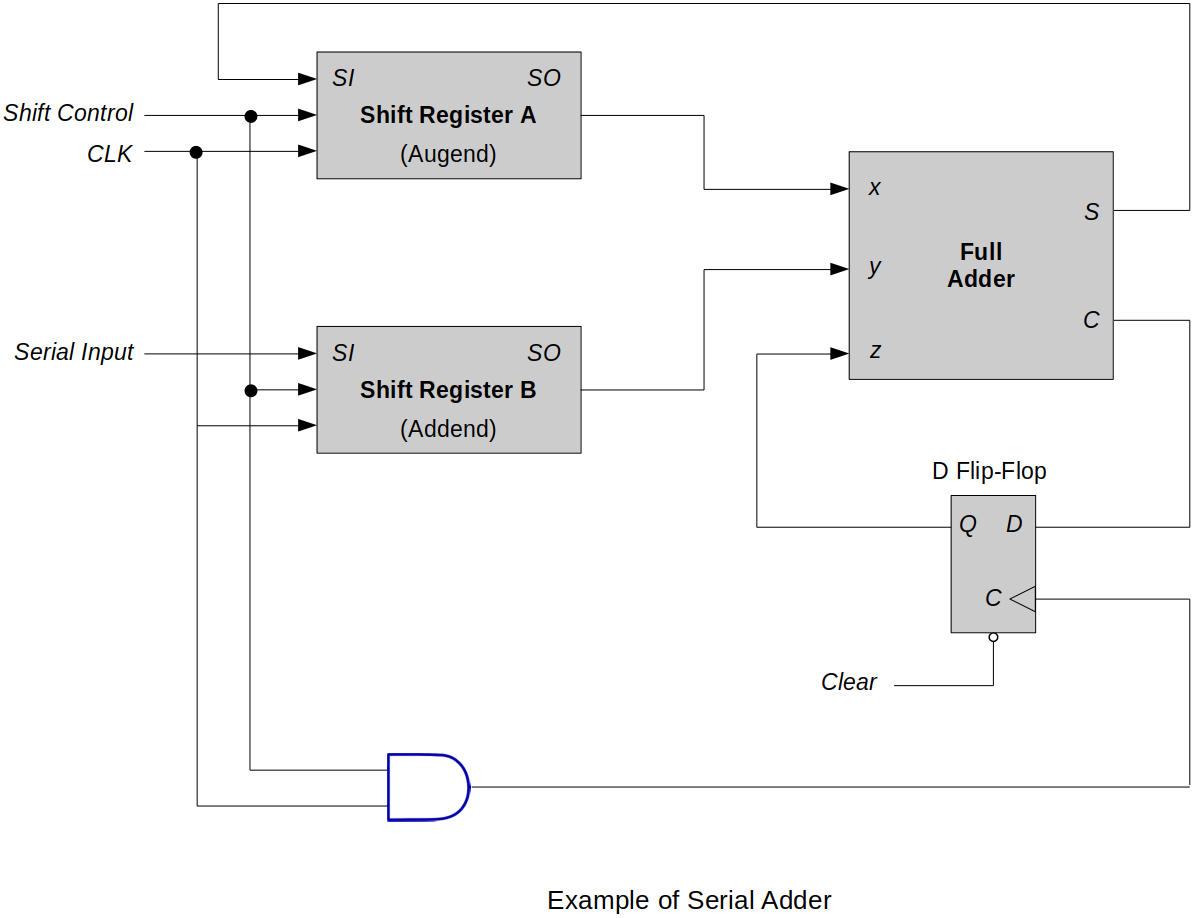 SI SO
Shift Control
Shift Register A
CLK
(Augend)
x
S
y
Full
Adder
C
z
Serial Input
SI SO
Shift Register B
(Addend)
D Flip-Flop
Q D
C
Clear
Example of Serial Adder